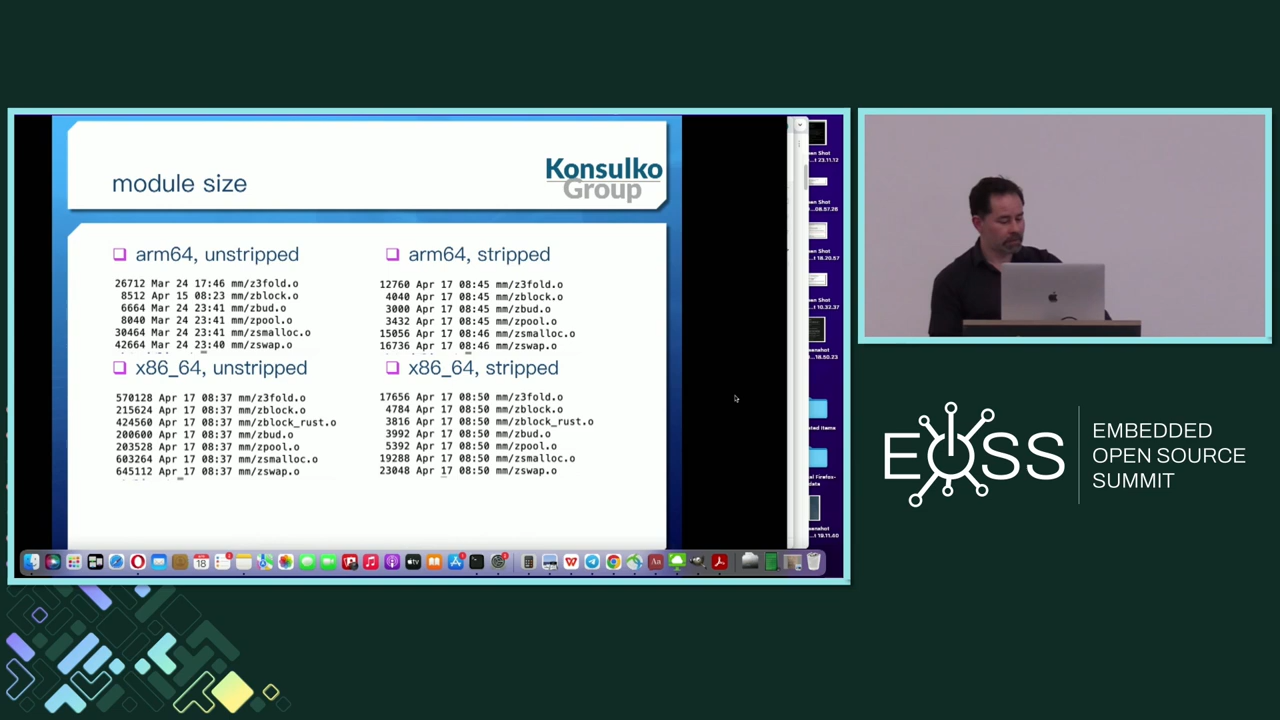 module size
Konsulko
Group
arm64, unstripped
26712 Mar 24 17:46 mm/z3fold.o
8512 Apr 15 08:23 mm/zblock.o
6664 Mar 24 23:41 mm/zbud.o
8040 Mar 24 23:41 mm/zpool.o
30464 Mar 24 23:41 mm/zsmalloc.o
42664 Mar 24 23:40 mm/zswap.o
arm64, stripped
12760 Apr 17 08:45 mm/z3fold.o
4040 Apr 17 08:45 mm/zblock.o
3000 Apr 17 08:45 mm/zbud.o
3432 Apr 17 08:45 mm/zpool.o
15056 Apr 17 08:46 mm/zsmalloc.o
16736 Apr 17 08:46 mm/zswap.o
x86_64, unstripped
570128 Apr 17 08:37 mm/z3fold.o
215624 Apr 17 08:37 mm/zblock.o
424560 Apr 17 08:37 mm/zblock_rust.o
200600 Apr 17 08:37 mm/zbud.o
203528 Apr 17 08:37 mm/zpool.o
603264 Apr 17 08:37 mm/zsmalloc.o
645112 Apr 17 08:37 mm/zswap.o
x86_64, stripped
17656 Apr 17 08:50 mm/z3fold.o
4784 Apr 17 08:50 mm/zblock.o
3816 Apr 17 08:50 mm/zblock_rust.o
3992 Apr 17 08:50 mm/zbud.o
5392 Apr 17 08:50 mm/zpool.o
19288 Apr 17 08:50 mm/zsmalloc.o
23048 Apr 17 08:50 mm/zswap.o
EOSS
EMBEDDED
OPEN SOURCE
SUMMIT